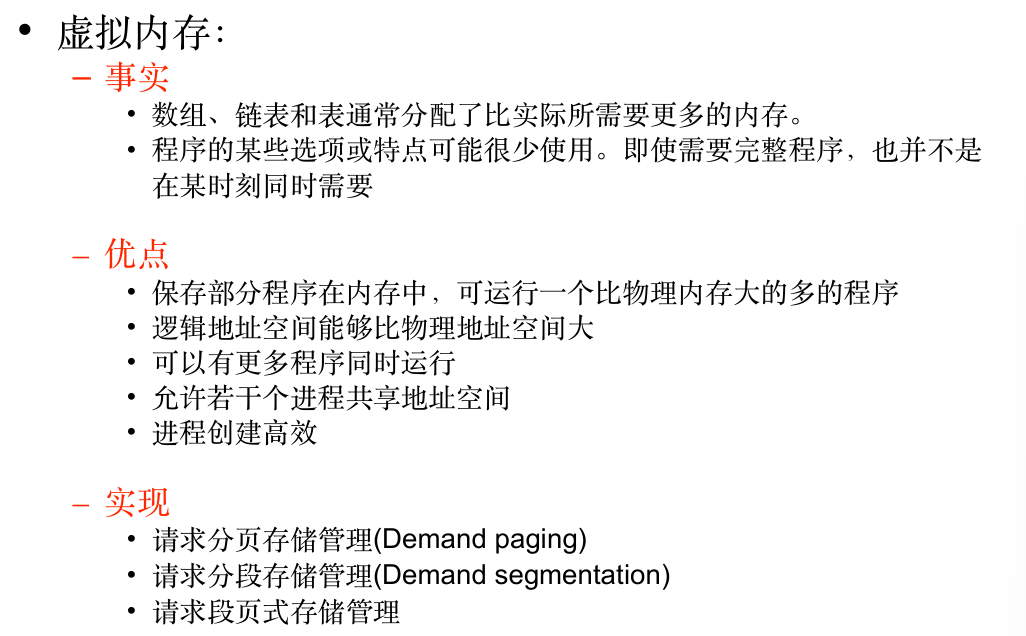 • 虚拟内存：
– 事实
• 数组、链表和表通常分配了比实际所需要更多的内存。
• 程序的某些选项或特点可能很少使用。即使需要完整程序，也并不是
在某时刻同时需要
– 优点
• 保存部分程序在内存中，可运行一个比物理内存大的多的程序
• 逻辑地址空间能够比物理地址空间大
• 可以有更多程序同时运行
• 允许若干个进程共享地址空间
• 进程创建高效
– 实现
• 请求分页存储管理(Demand paging)
• 请求分段存储管理(Demand segmentation)
• 请求段页式存储管理